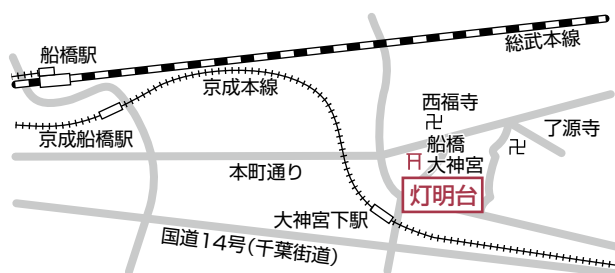 船橋駅
総武本線
京成本線
京成船橋駅
西福寺
卍
了源寺
卍
船橋
大神宮
本町通り
灯明台
大神宮下駅
国道14号(千葉街道)